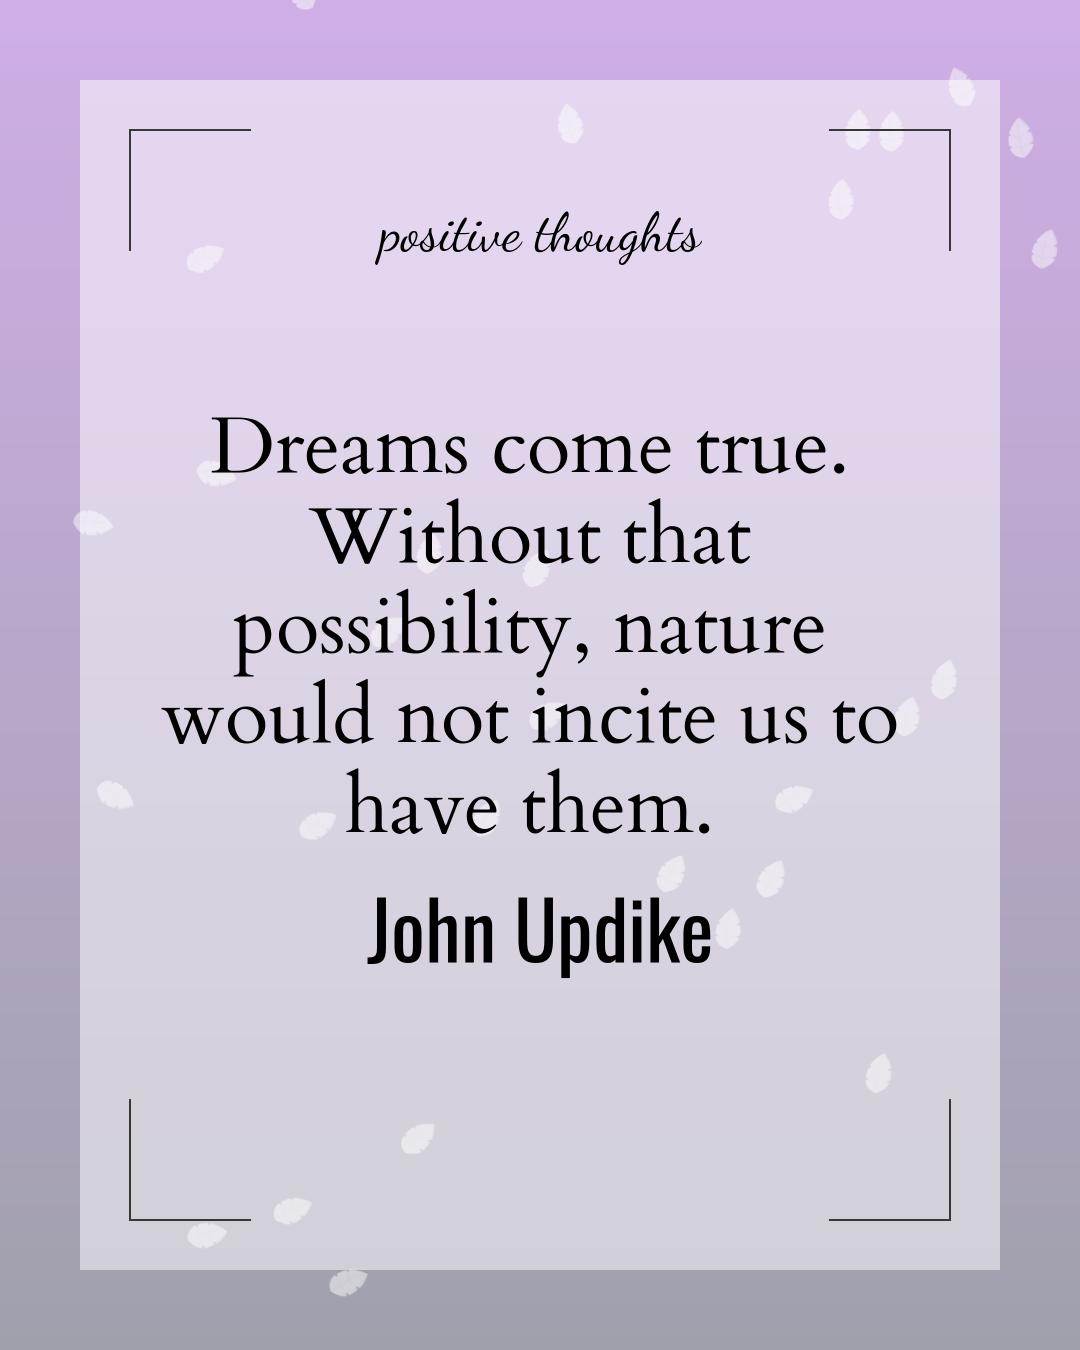 positive thoughts
Dreams come true.
Without that
possibility, nature
would not incite us to
have them.
John Updike